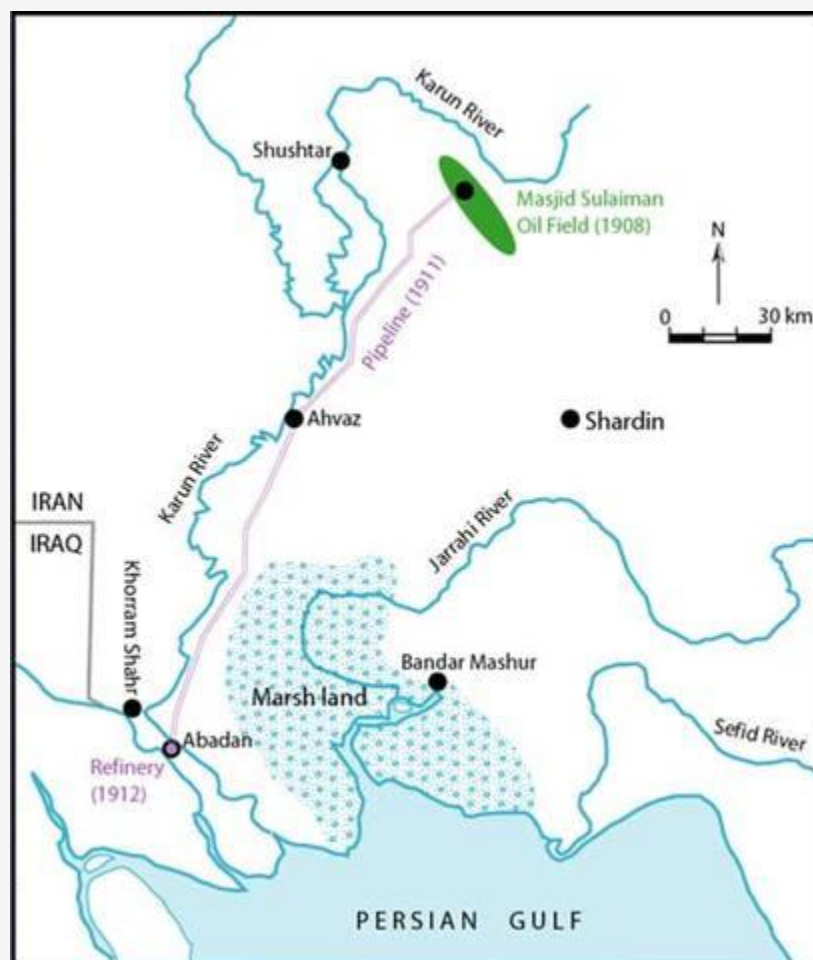 Karun River
Shushtar
Masjid Sulaiman
Oil Field (1908)
N
0 30 km
Pipeline (1911)
Ahvaz
Shardin
Karun River
IRAN
IRAQ
Jarrahi River
Khorram Shahr
Bandar Mashur
Marsh land
Sefid River
Abadan
Refinery
(1912)
PERSIAN GULF